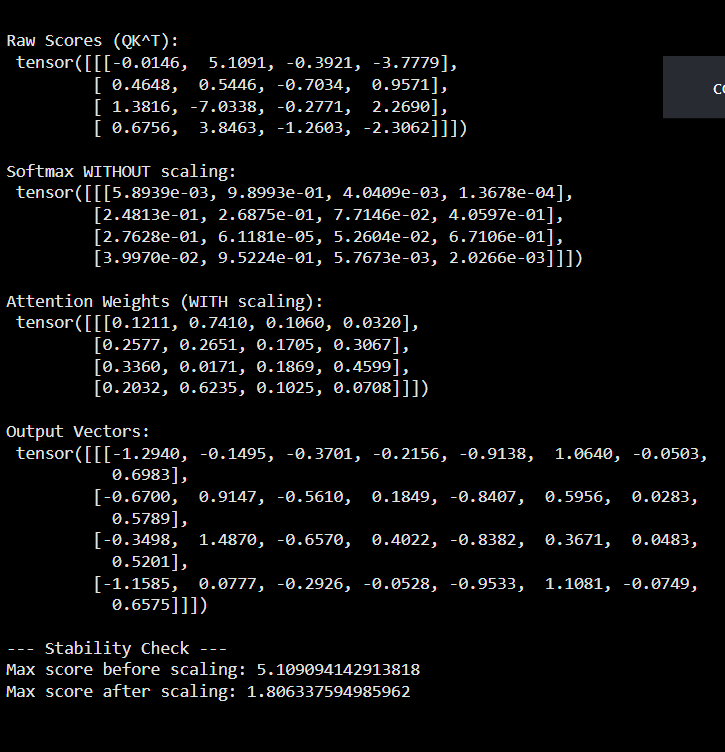 Raw Scores (QK^T):
 tensor([[[-0.0146,  5.1091, -0.3921, -3.7779],
         [ 0.4648,  0.5446, -0.7034,  0.9571],
         [ 1.3816, -7.0338, -0.2771,  2.2690],
         [ 0.6756,  3.8463, -1.2603, -2.3062]]])
Softmax WITHOUT scaling:
 tensor([[[5.8939e-03, 9.8993e-01, 4.0409e-03, 1.3678e-04],
         [2.4813e-01, 2.6875e-01, 7.7146e-02, 4.0597e-01],
         [2.7628e-01, 6.1181e-05, 5.2604e-02, 6.7106e-01],
         [3.9970e-02, 9.5224e-01, 5.7673e-03, 2.0266e-03]]])
Attention Weights (WITH scaling):
 tensor([[[0.1211, 0.7410, 0.1060, 0.0320],
         [0.2577, 0.2651, 0.1705, 0.3067],
         [0.3360, 0.0171, 0.1869, 0.4599],
         [0.2032, 0.6235, 0.1025, 0.0708]]])
Output Vectors:
 tensor([[[-1.2940, -0.1495, -0.3701, -0.2156, -0.9138,  1.0640, -0.0503,
           0.6983],
         [-0.6700,  0.9147, -0.5610,  0.1849, -0.8407,  0.5956,  0.0283,
           0.5789],
         [-0.3498,  1.4870, -0.6570,  0.4022, -0.8382,  0.3671,  0.0483,
           0.5201],
         [-1.1585,  0.0777, -0.2926, -0.0528, -0.9533,  1.1081, -0.0749,
           0.6575]]])
--- Stability Check ---
Max score before scaling: 5.109094142913818
Max score after scaling: 1.806337594985962